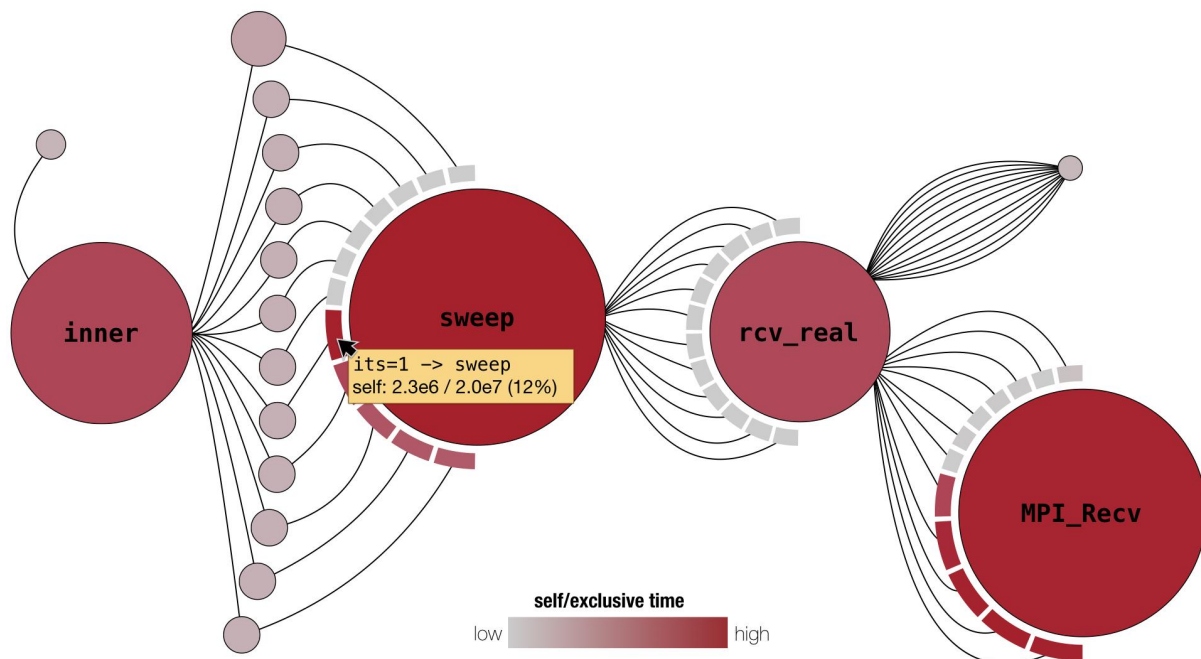 inner
sweep
its=1 -> sweep
self: 2.3e6 / 2.0e7 (12%)
rcv_real
MPI_Recv
self/exclusive time
low
high